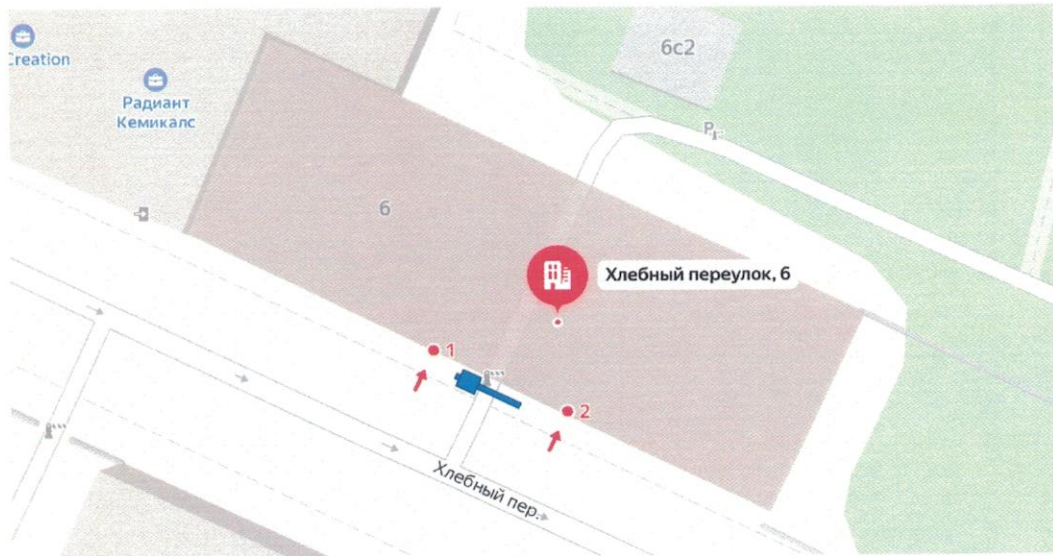 Creation
Радиант
Кемикалс
6с2
P
6
Хлебный переулок, 6
1
2
Хлебный пер.